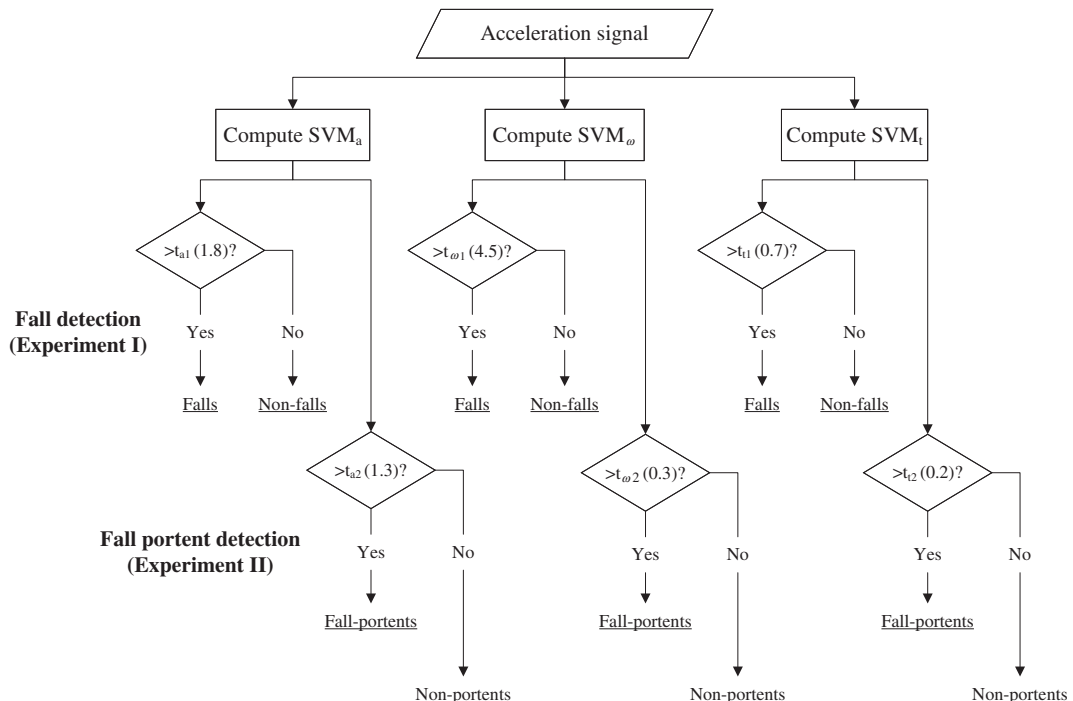 Acceleration signal
Compute SVMₐ
Compute SVM_ω
Compute SVMₜ
>tₐ₁(1.8)?
>t_ω₁(4.5)?
>tₜ₁(0.7)?
Fall detection
(Experiment I)
Yes
No
Yes
No
Yes
No
Falls
Non-falls
Falls
Non-falls
Falls
Non-falls
>tₐ₂(1.3)?
>t_ω₂(0.3)?
>tₜ₂(0.2)?
Fall portent detection
(Experiment II)
Yes
No
Yes
No
Yes
No
Fall-portents
Fall-portents
Fall-portents
Non-portents
Non-portents
Non-portents